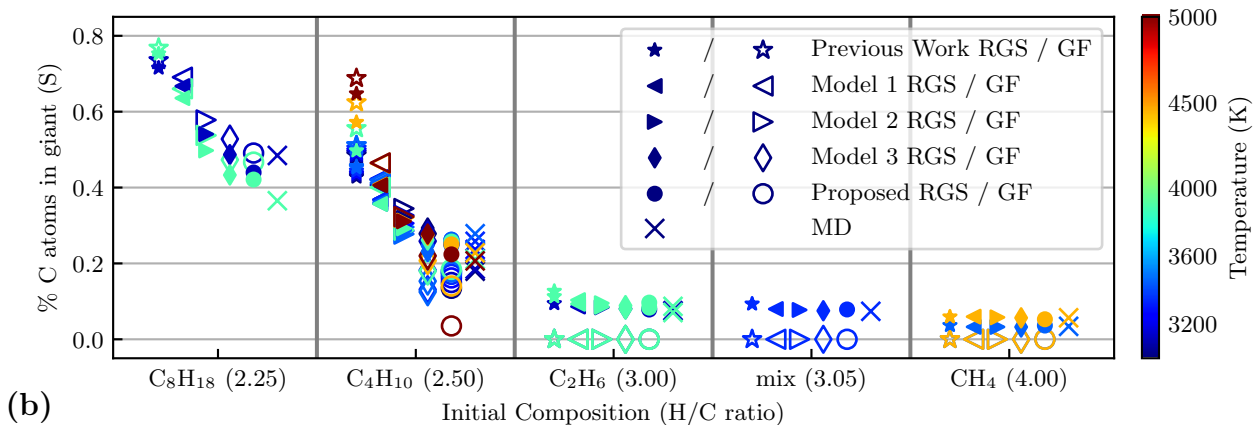 (b)
% C atoms in giant (S)
0.8
0.6
0.4
0.2
0.0
/ Previous Work RGS / GF
/ Model 1 RGS / GF
/ Model 2 RGS / GF
/ Model 3 RGS / GF
/ Proposed RGS / GF
MD
C₈H₁₈ (2.25)
C₄H₁₀ (2.50)
C₂H₆ (3.00)
mix (3.05)
CH₄ (4.00)
Initial Composition (H/C ratio)
5000
4500
4000
3600
3200
Temperature (K)